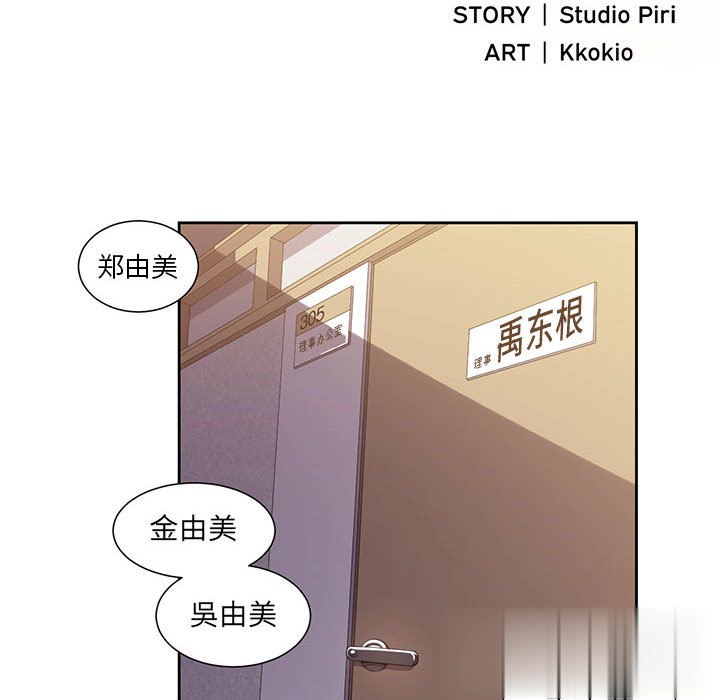 STORY | Studio Piri
ART | Kkokio
郑由美
305
理事办公室
理事 禹东根
金由美
吳由美